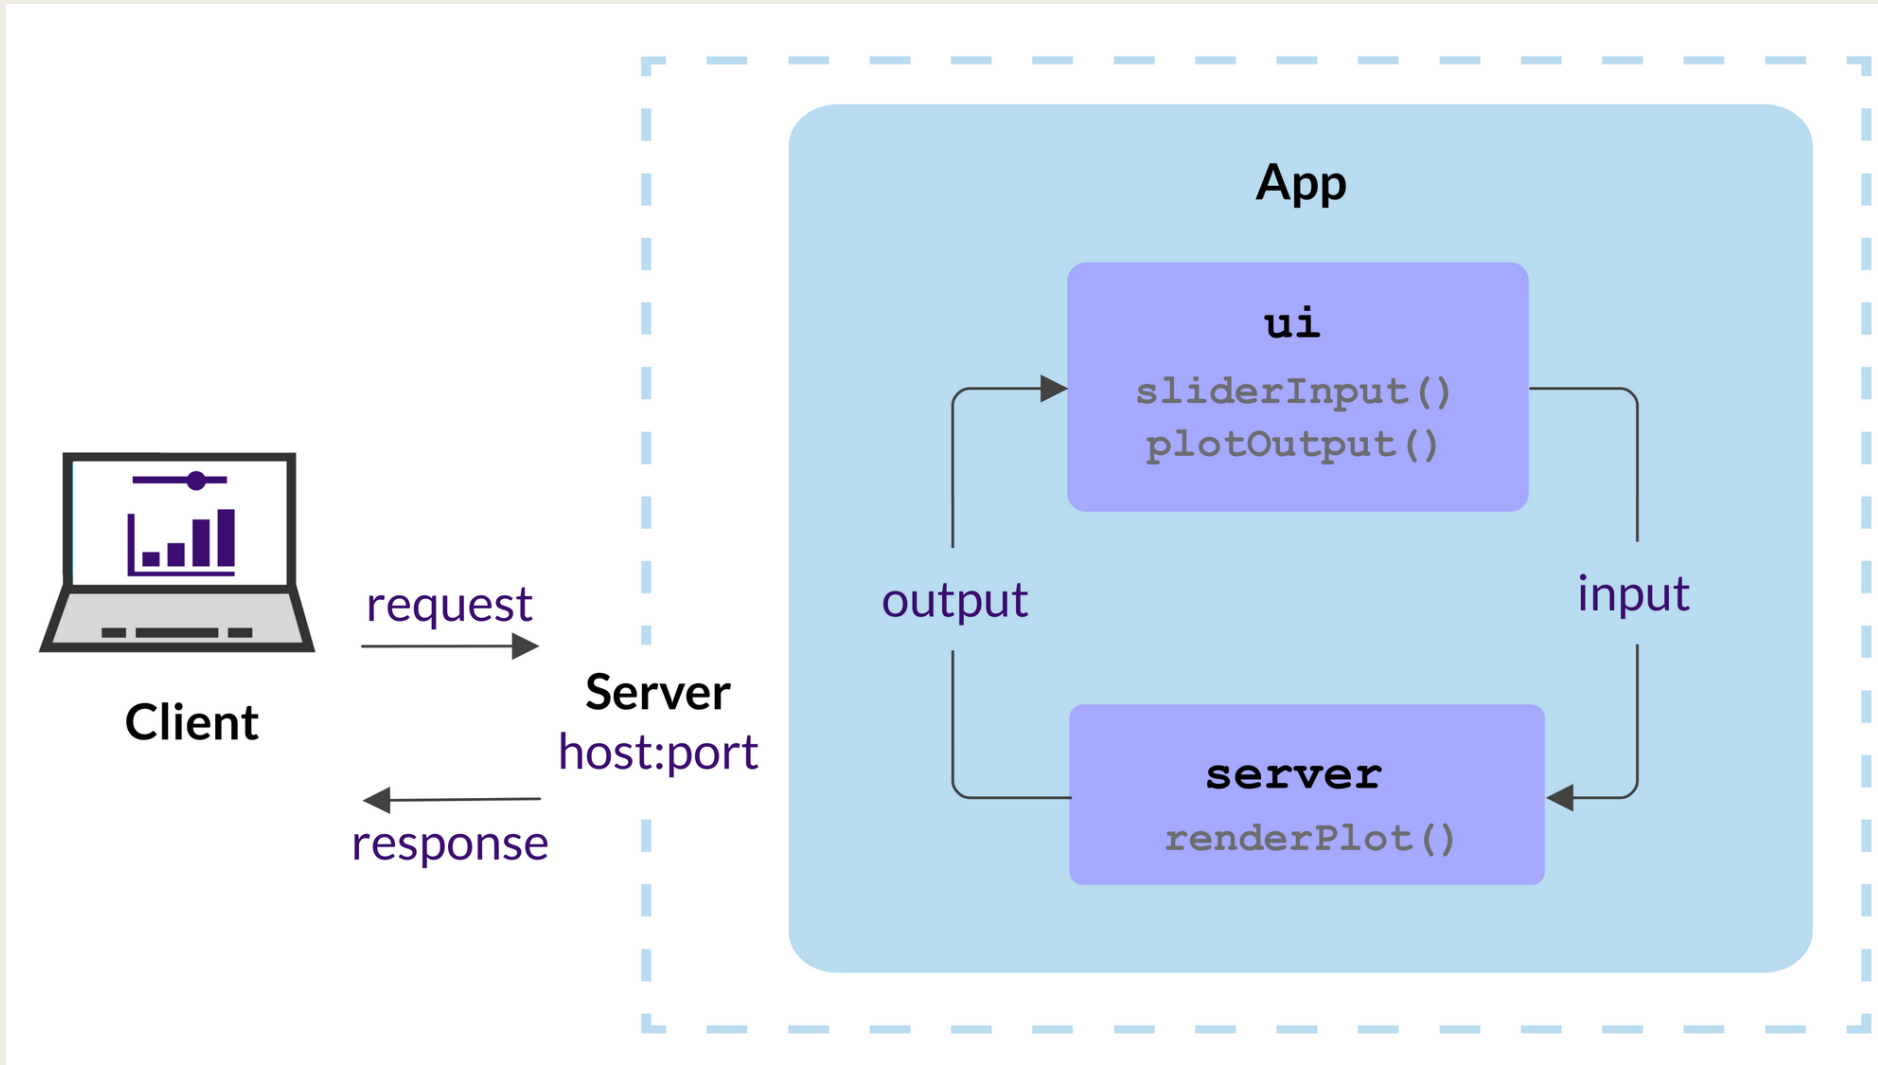 App
ui
sliderInput()
plotOutput()
output
input
server
renderPlot()
request
Server
host:port
Client
response